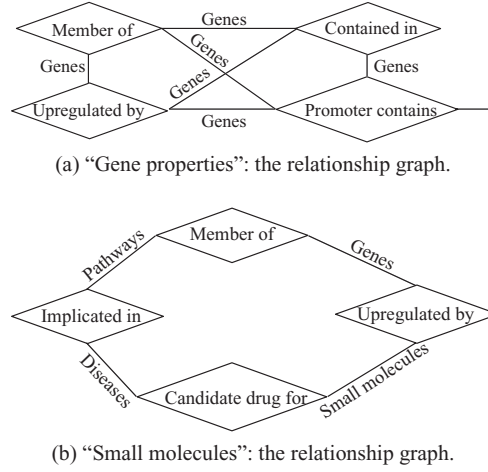 Genes
Member of
Contained in
Genes
Genes
Genes
Genes
Upregulated by
Promoter contains
Genes
(a) “Gene properties”: the relationship graph.
Member of
Pathways
Genes
Implicated in
Upregulated by
Diseases
Candidate drug for
Small molecules
(b) “Small molecules”: the relationship graph.